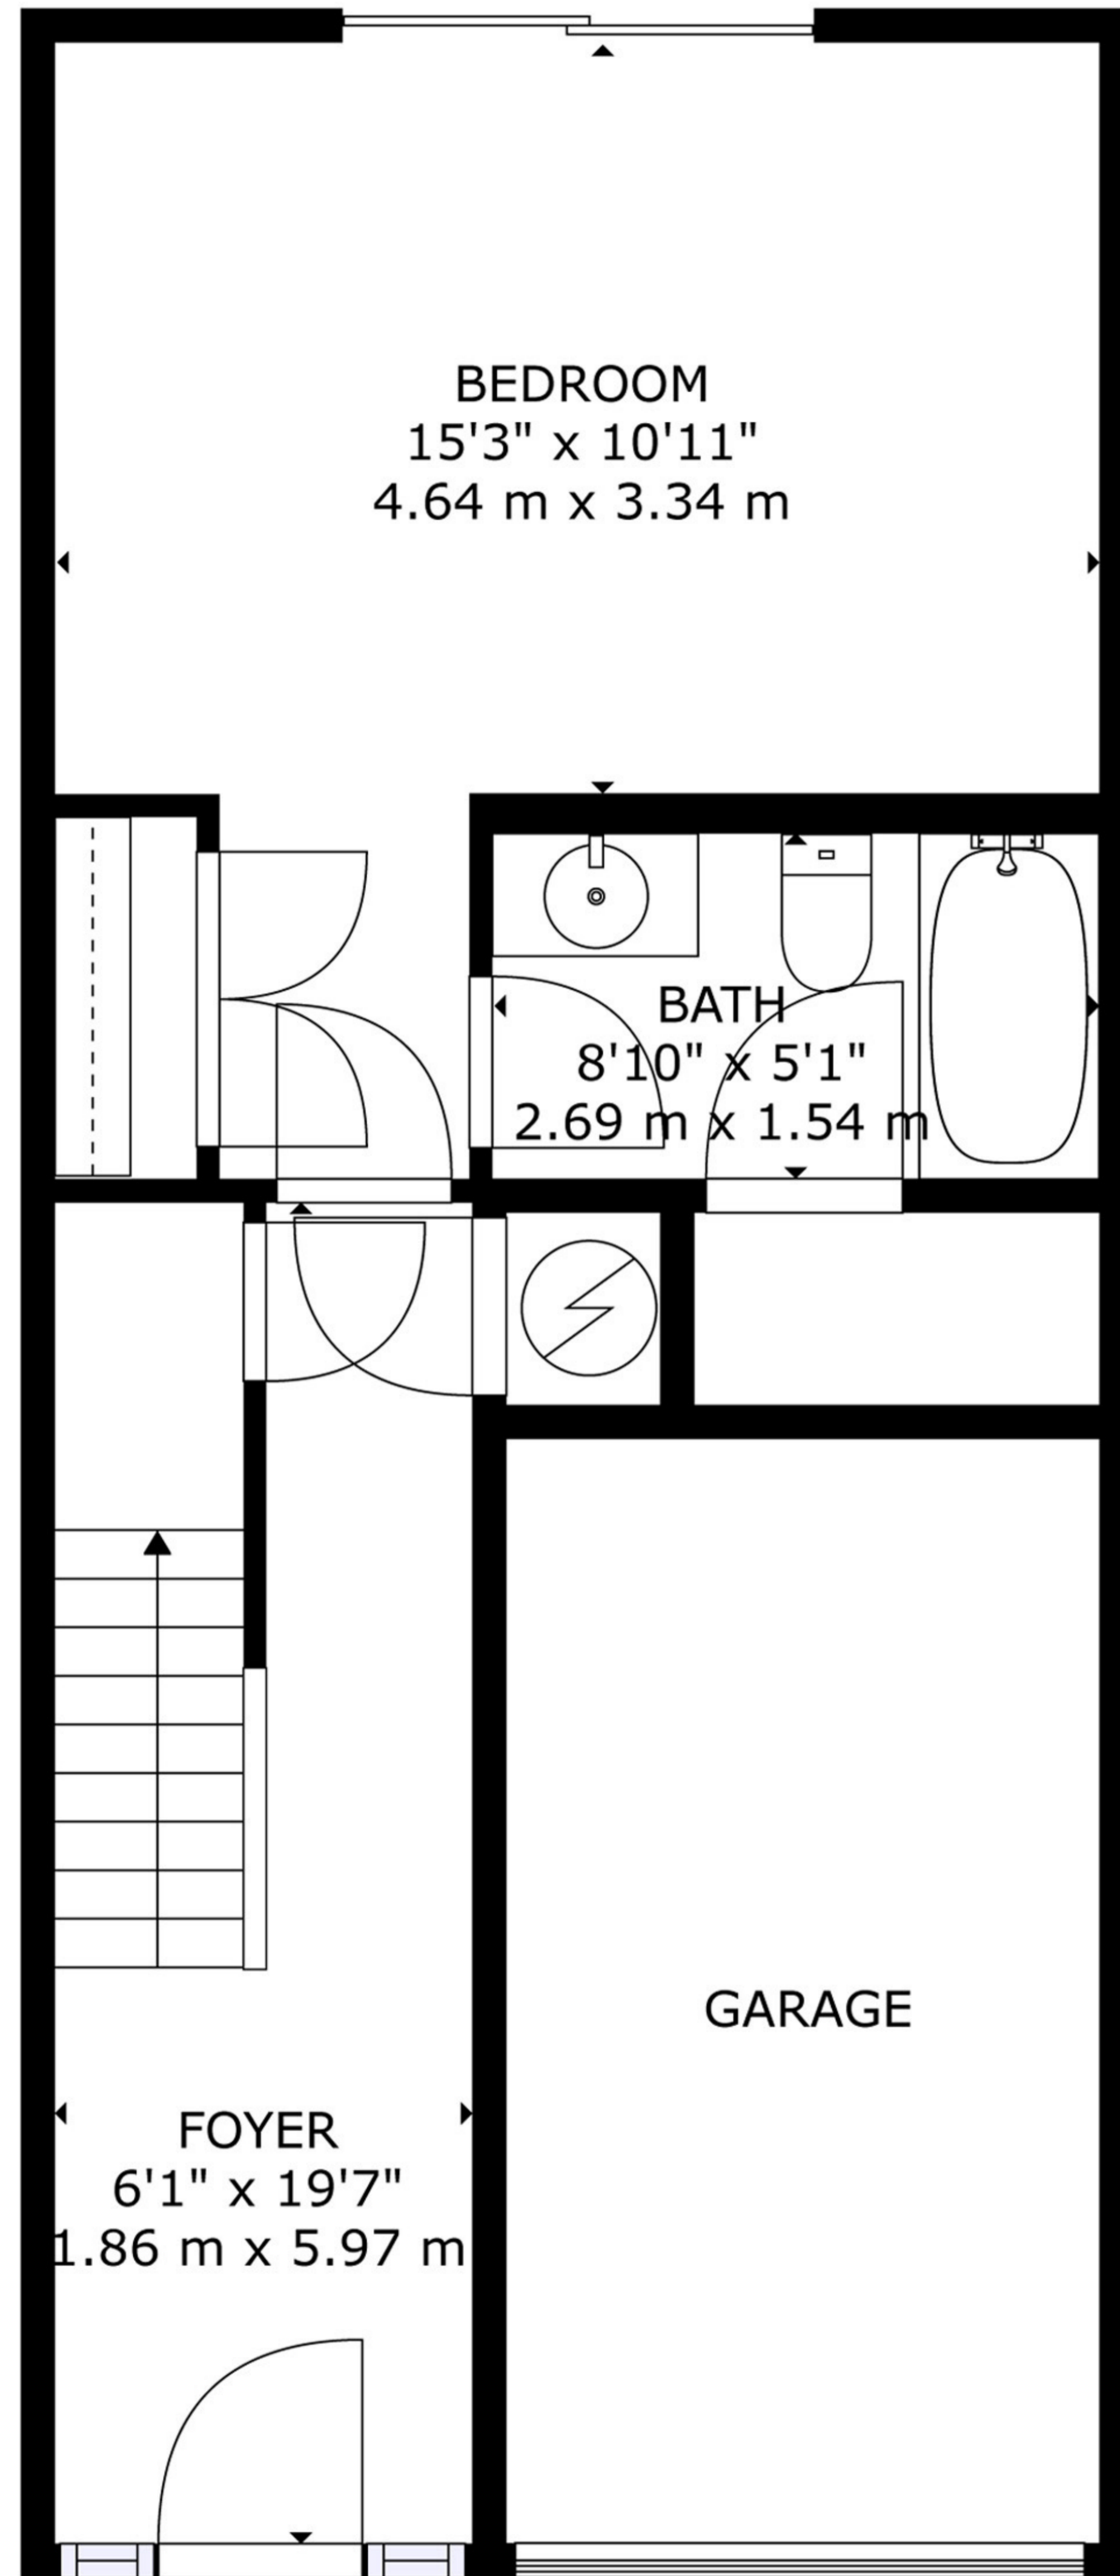 BEDROOM
15'3" x 10'11"
4.64 m x 3.34 m
BATH
8'10" x 5'1"
2.69 m x 1.54 m
GARAGE
FOYER
6'1" x 19'7"
1.86 m x 5.97 m